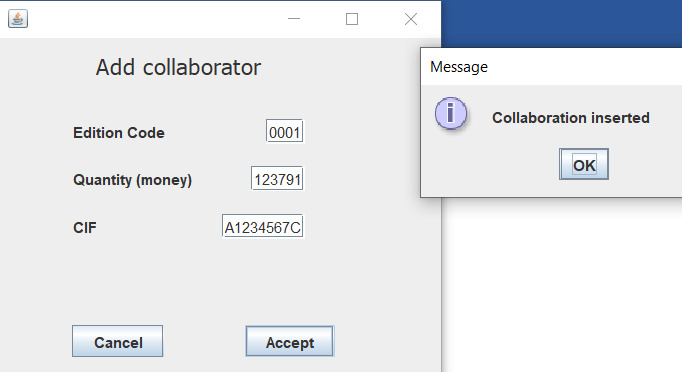 Add collaborator
Edition Code 0001
Quantity (money) 123791
CIF A1234567C
Cancel Accept
Message
i
Collaboration inserted
OK